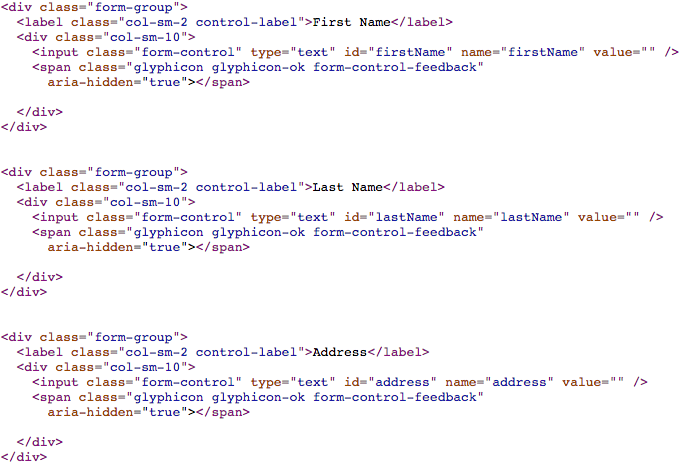 <div class="form-group">
  <label class="col-sm-2 control-label">First Name</label>
  <div class="col-sm-10">
    <input class="form-control" type="text" id="firstName" name="firstName" value="" />
    <span class="glyphicon glyphicon-ok form-control-feedback"
      aria-hidden="true"></span>

  </div>
</div>


<div class="form-group">
  <label class="col-sm-2 control-label">Last Name</label>
  <div class="col-sm-10">
    <input class="form-control" type="text" id="lastName" name="lastName" value="" />
    <span class="glyphicon glyphicon-ok form-control-feedback"
      aria-hidden="true"></span>

  </div>
</div>


<div class="form-group">
  <label class="col-sm-2 control-label">Address</label>
  <div class="col-sm-10">
    <input class="form-control" type="text" id="address" name="address" value="" />
    <span class="glyphicon glyphicon-ok form-control-feedback"
      aria-hidden="true"></span>

  </div>
</div>